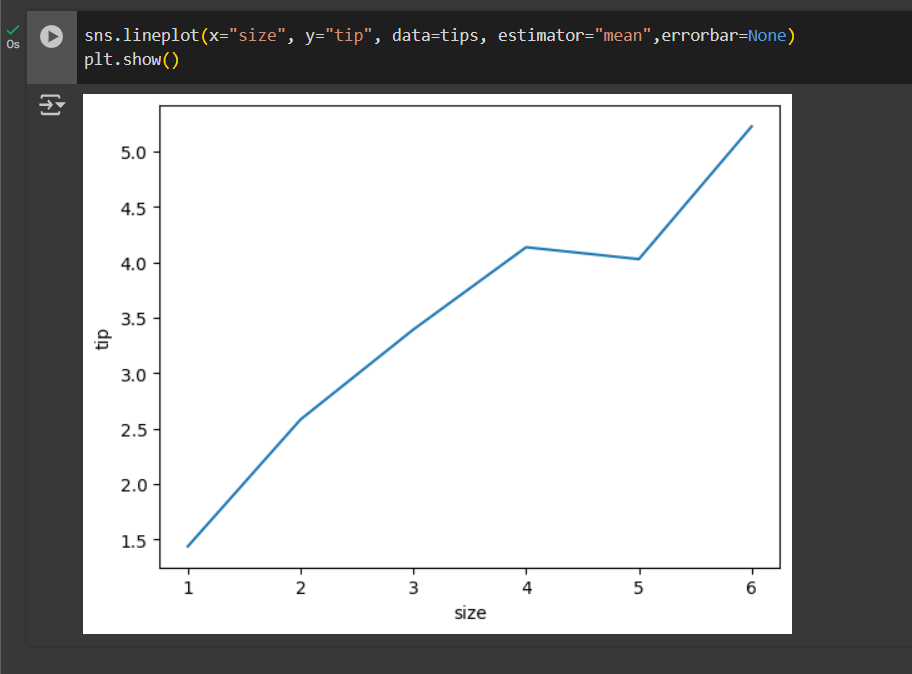 sns.lineplot(x="size", y="tip", data=tips, estimator="mean",errorbar=None)
plt.show()
0s
5.0
4.5
4.0
3.5
3.0
2.5
2.0
1.5
tip
1 2 3 4 5 6
size